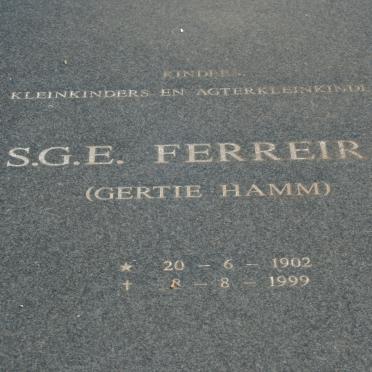 KINDERS,
KLEINKINDERS EN AGTERKLEINKINDE
S.G.E. FERREIR
(GERTIE HAMM)
★ 20 – 6 – 1902
✝ 8 – 8 – 1999